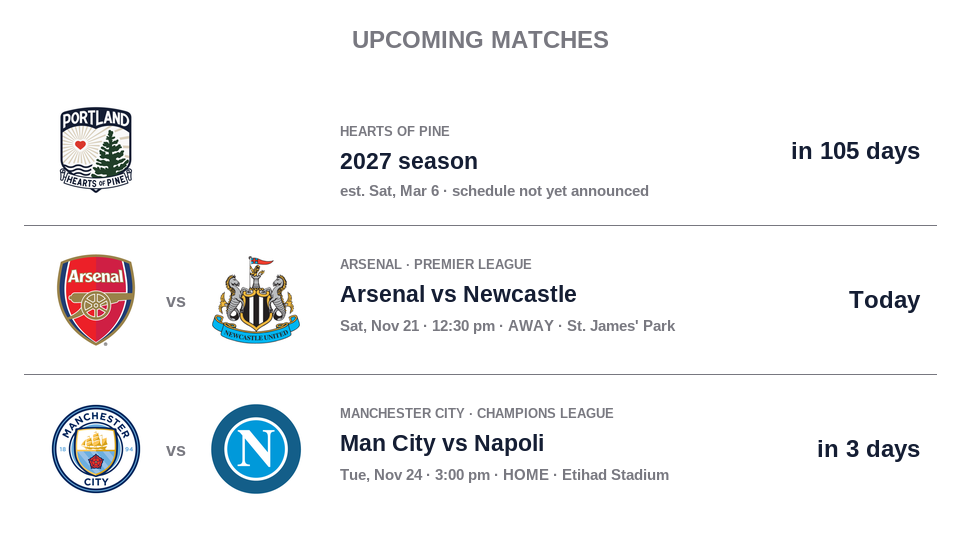 UPCOMING MATCHES
PORTLAND
HEARTS OF PINE
HEARTS OF PINE
2027 season
est. Sat, Mar 6 · schedule not yet announced
in 105 days
Arsenal
vs
NEWCASTLE UNITED
ARSENAL · PREMIER LEAGUE
Arsenal vs Newcastle
Sat, Nov 21 · 12:30 pm · AWAY · St. James' Park
Today
MANCHESTER
18 94
CITY
vs
N
MANCHESTER CITY · CHAMPIONS LEAGUE
Man City vs Napoli
Tue, Nov 24 · 3:00 pm · HOME · Etihad Stadium
in 3 days